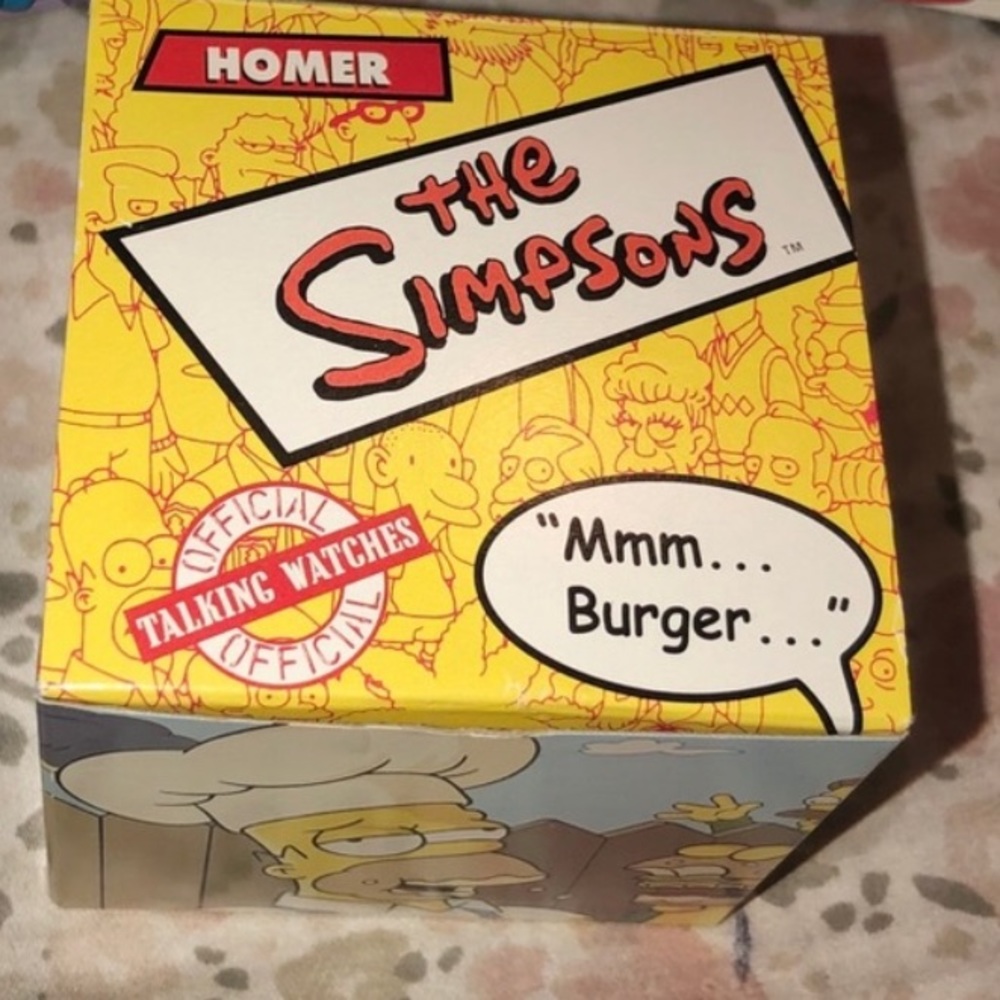 HOMER
THE
SIMPSONS
TM
OFFICIAL
TALKING WATCHES
OFFICIAL
"Mmm...
Burger..."